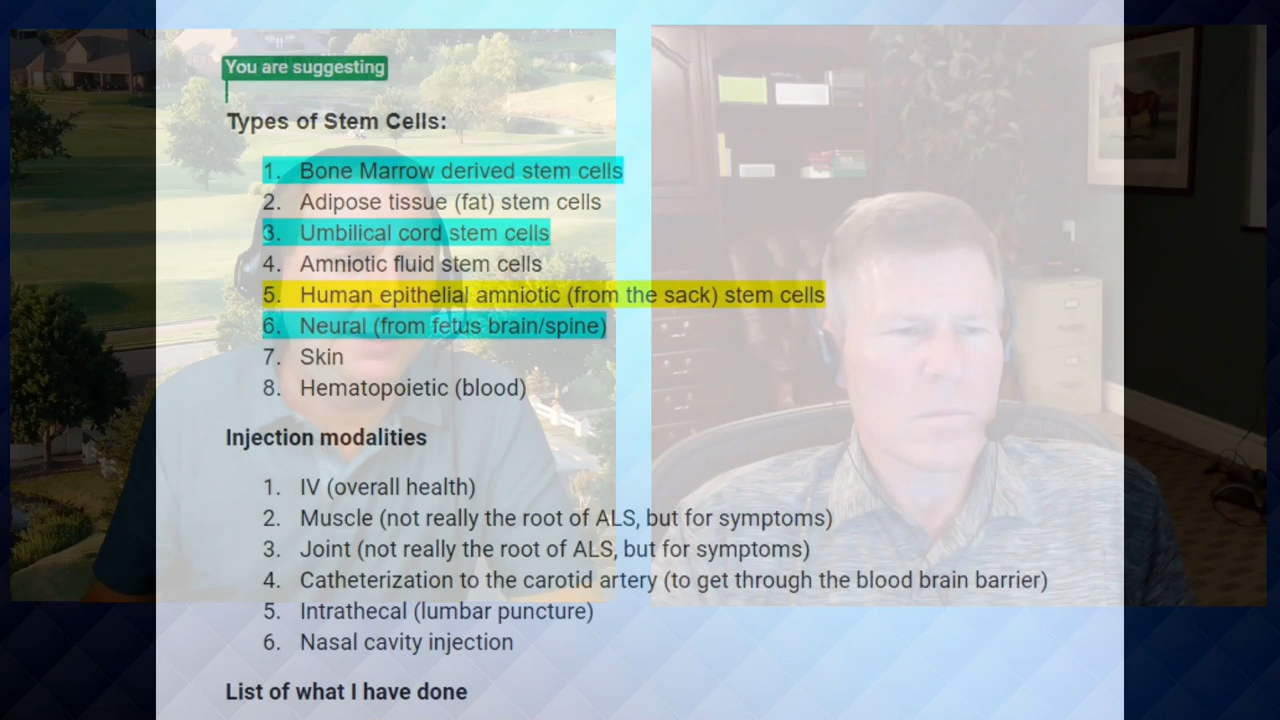 You are suggesting
Types of Stem Cells:
1. Bone Marrow derived stem cells
2. Adipose tissue (fat) stem cells
3. Umbilical cord stem cells
4. Amniotic fluid stem cells
5. Human epithelial amniotic (from the sack) stem cells
6. Neural (from fetus brain/spine)
7. Skin
8. Hematopoietic (blood)
Injection modalities
1. IV (overall health)
2. Muscle (not really the root of ALS, but for symptoms)
3. Joint (not really the root of ALS, but for symptoms)
4. Catheterization to the carotid artery (to get through the blood brain barrier)
5. Intrathecal (lumbar puncture)
6. Nasal cavity injection
List of what I have done